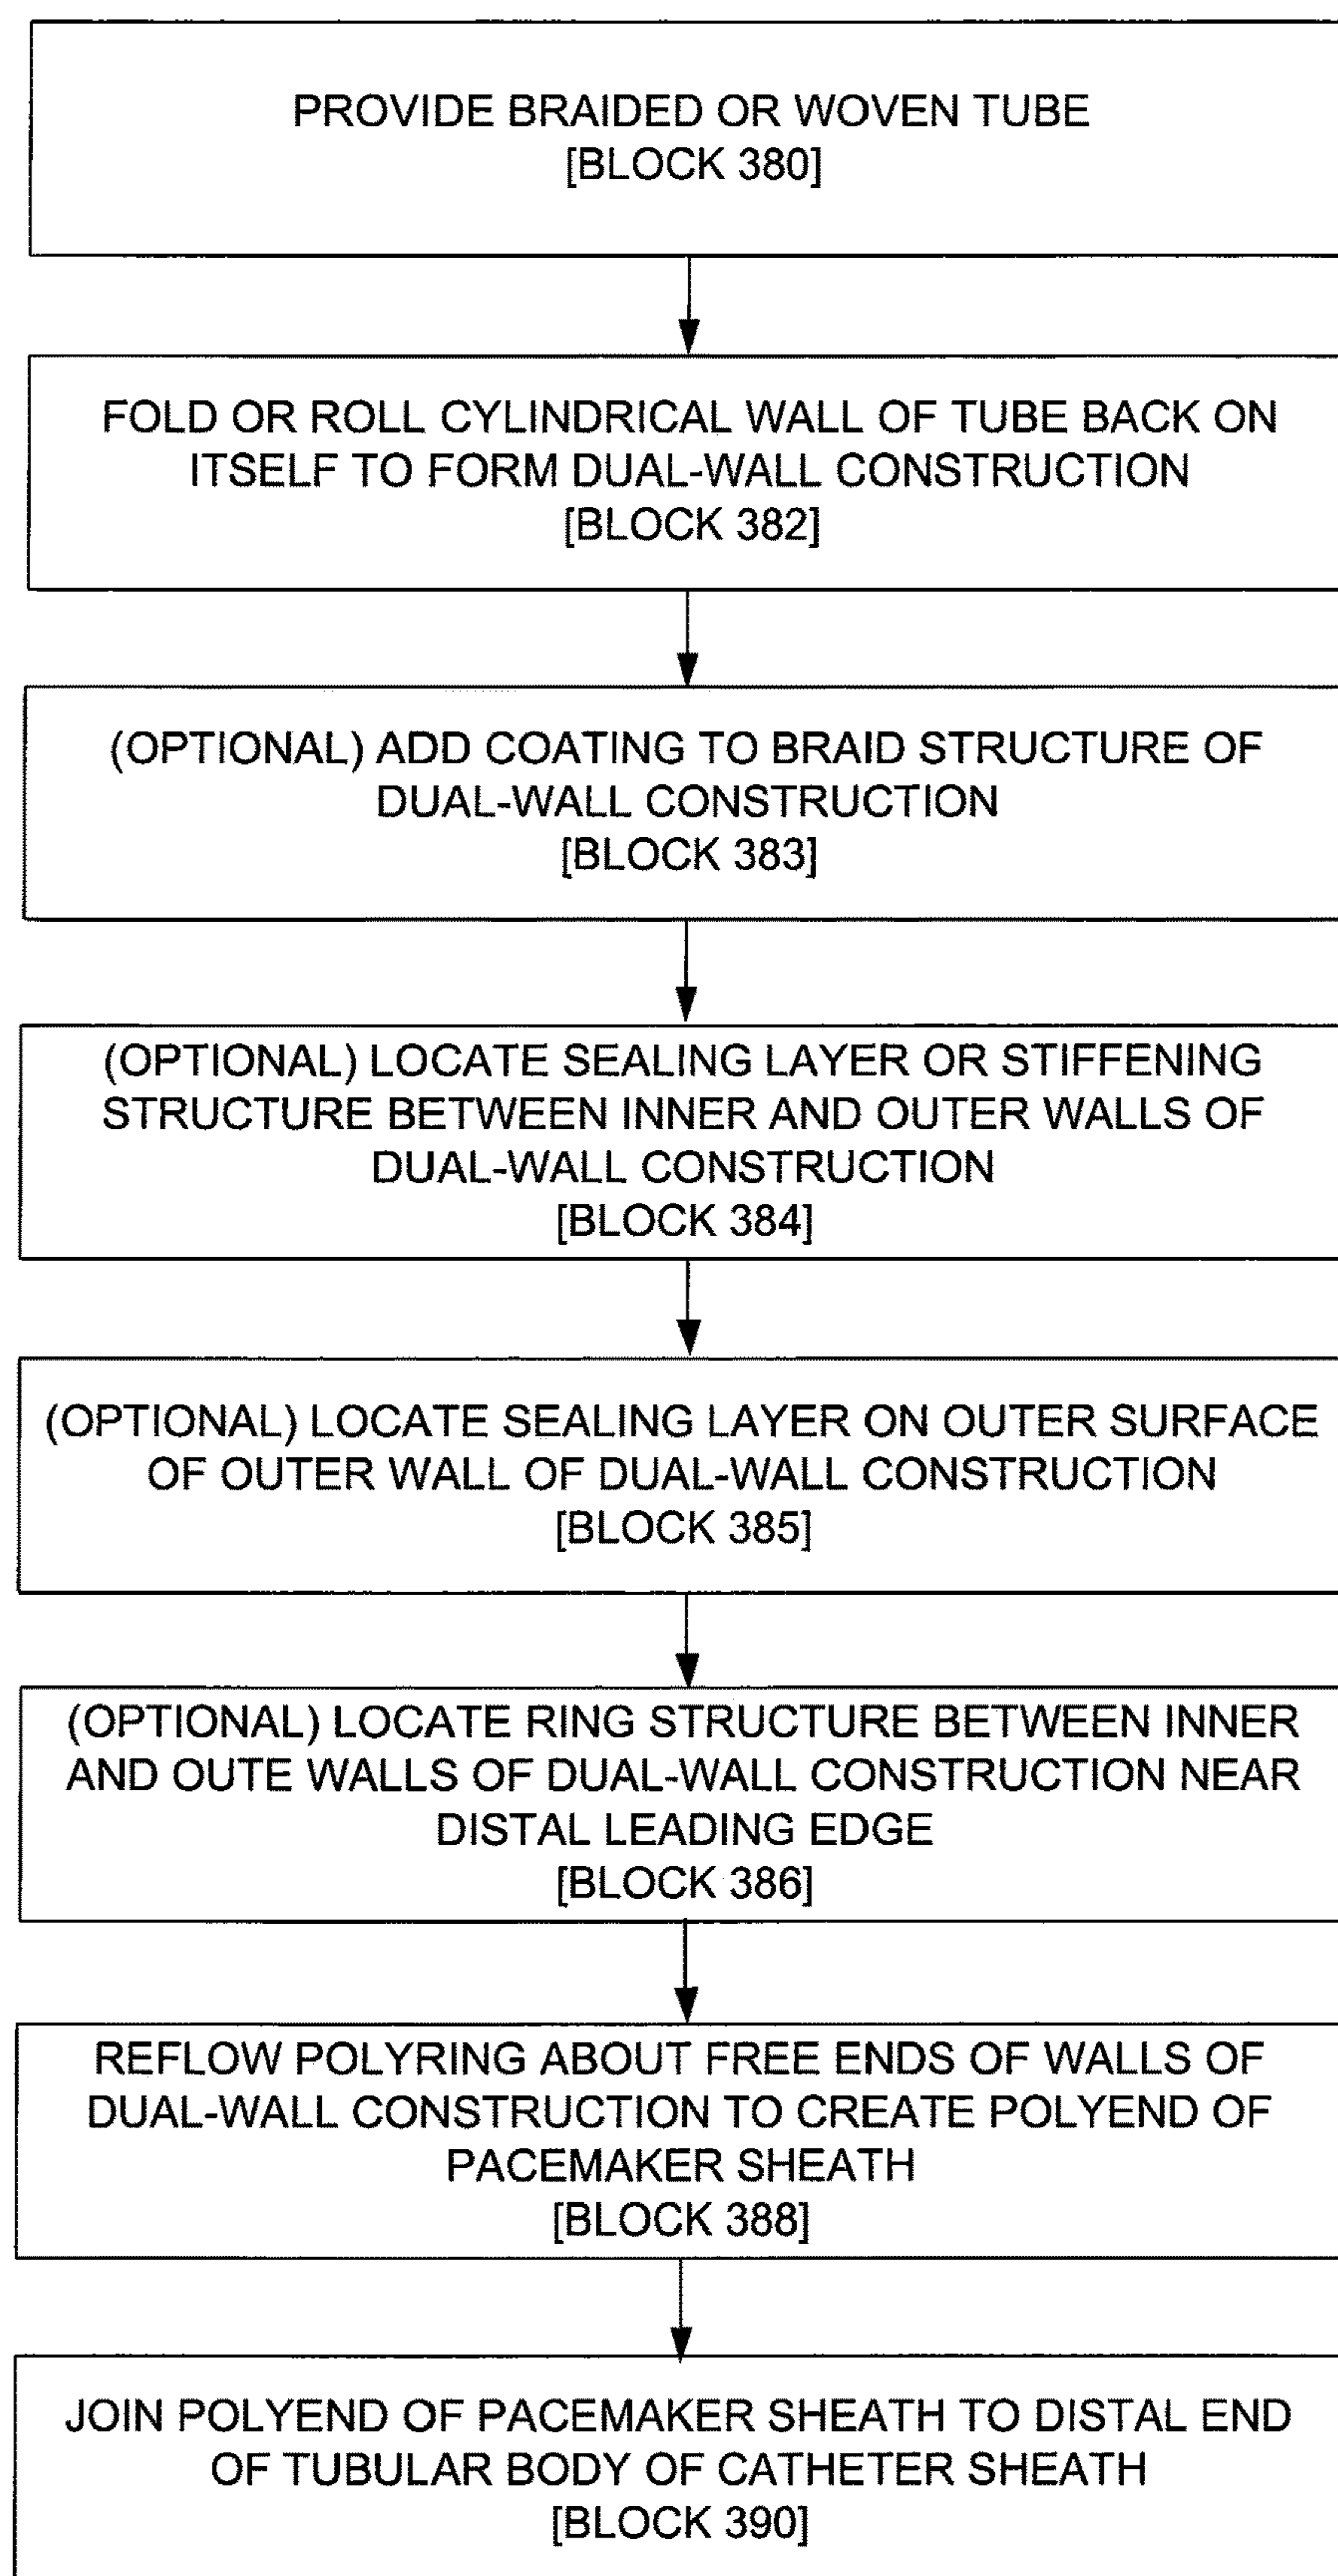 PROVIDE BRAIDED OR WOVEN TUBE
[BLOCK 380]
FOLD OR ROLL CYLINDRICAL WALL OF TUBE BACK ON
ITSELF TO FORM DUAL-WALL CONSTRUCTION
[BLOCK 382]
(OPTIONAL) ADD COATING TO BRAID STRUCTURE OF
DUAL-WALL CONSTRUCTION
[BLOCK 383]
(OPTIONAL) LOCATE SEALING LAYER OR STIFFENING
STRUCTURE BETWEEN INNER AND OUTER WALLS OF
DUAL-WALL CONSTRUCTION
[BLOCK 384]
(OPTIONAL) LOCATE SEALING LAYER ON OUTER SURFACE
OF OUTER WALL OF DUAL-WALL CONSTRUCTION
[BLOCK 385]
(OPTIONAL) LOCATE RING STRUCTURE BETWEEN INNER
AND OUTE WALLS OF DUAL-WALL CONSTRUCTION NEAR
DISTAL LEADING EDGE
[BLOCK 386]
REFLOW POLYRING ABOUT FREE ENDS OF WALLS OF
DUAL-WALL CONSTRUCTION TO CREATE POLYEND OF
PACEMAKER SHEATH
[BLOCK 388]
JOIN POLYEND OF PACEMAKER SHEATH TO DISTAL END
OF TUBULAR BODY OF CATHETER SHEATH
[BLOCK 390]